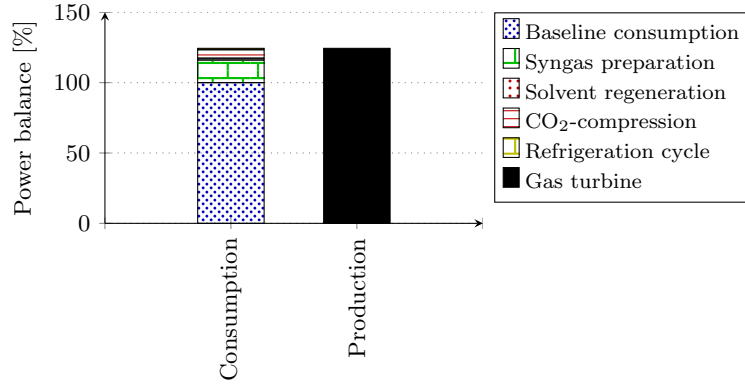 150
100
50
0
Power balance [%]
Consumption
Production
Baseline consumption
Syngas preparation
Solvent regeneration
CO₂-compression
Refrigeration cycle
Gas turbine